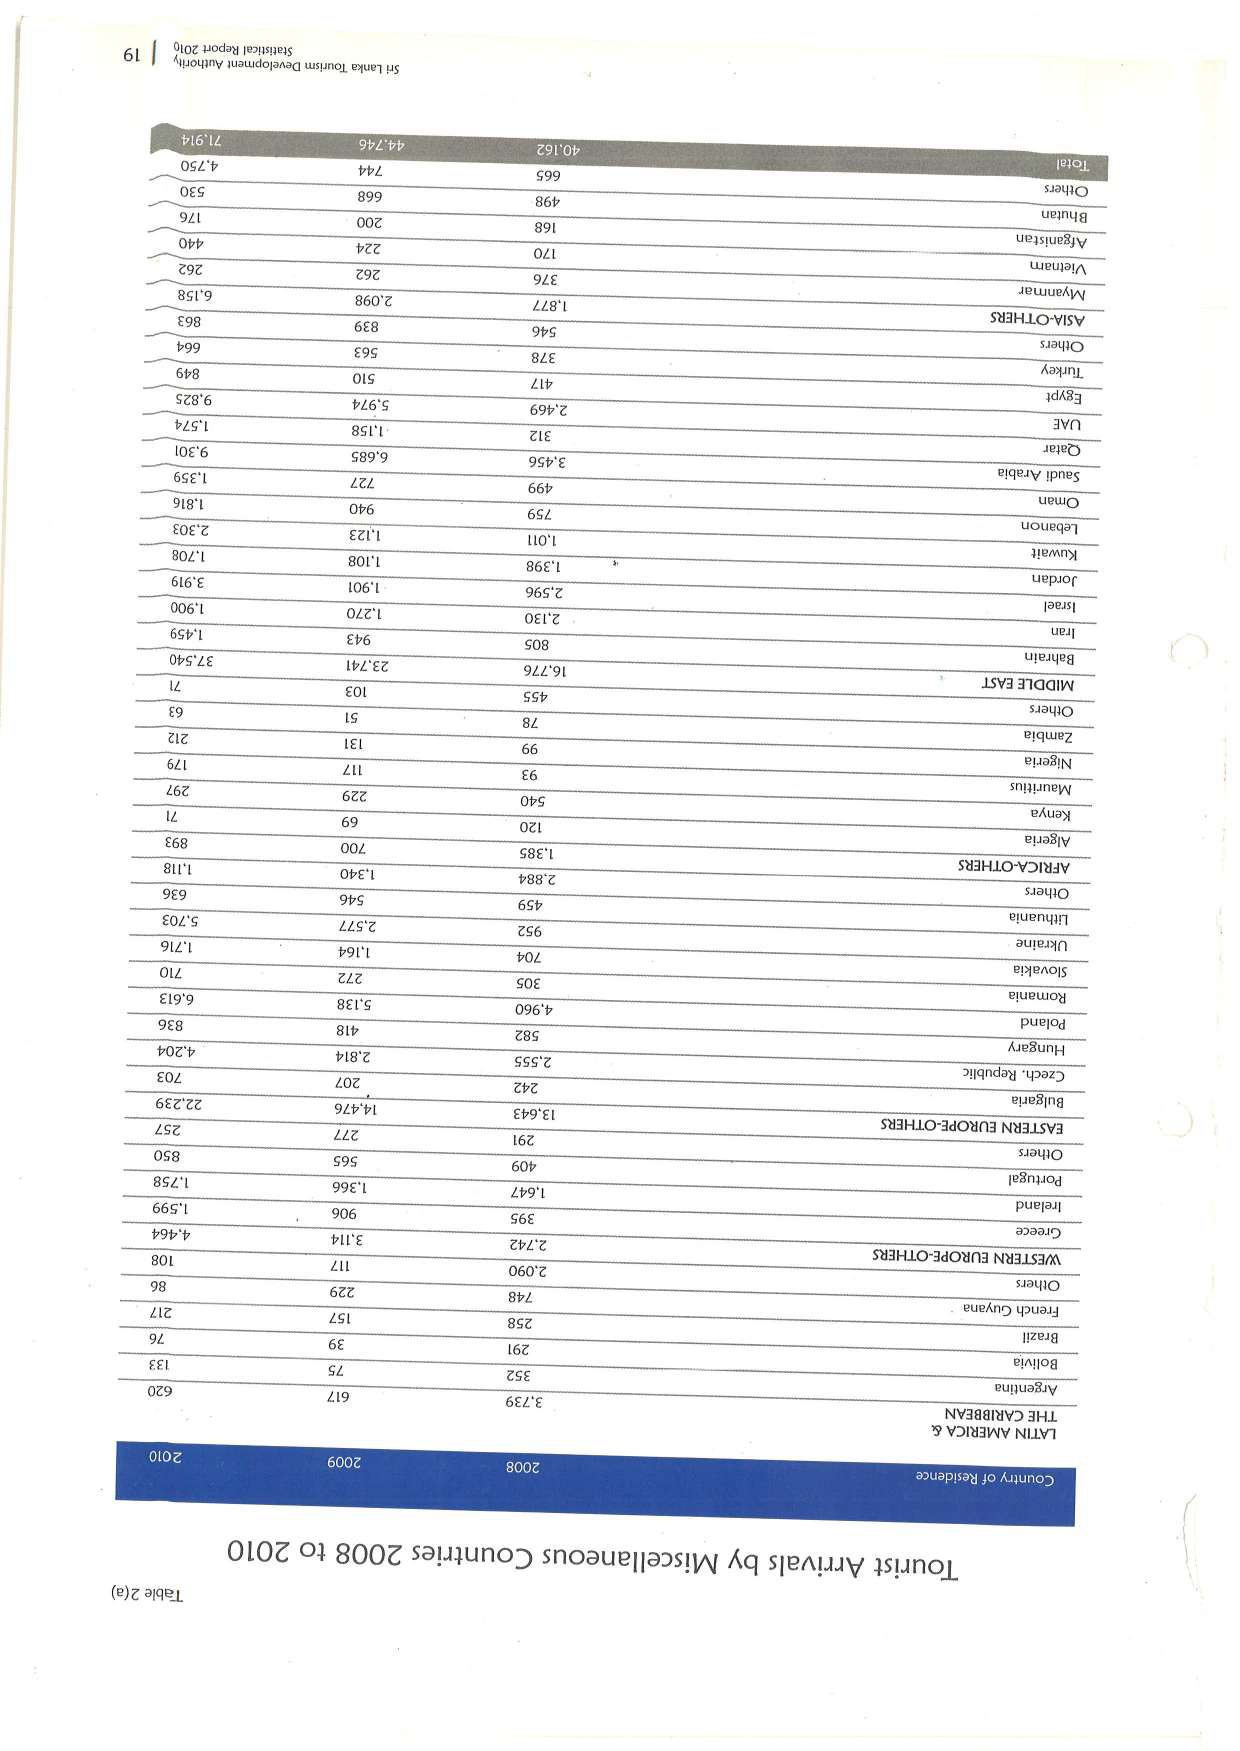 Table 2(a)
Tourist Arrivals by Miscellaneous Countries 2008 to 2010
Country of Residence 2008 2009 2010
LATIN AMERICA &
THE CARIBBEAN 3,739 617 620
Argentina 352 75 133
Bolivia 291 39 76
Brazil 258 157 217
French Guyana 748 229 86
Others 2,090 117 108
WESTERN EUROPE-OTHERS 2,742 3,114 4,464
Greece 395 906 1,599
Ireland 1,647 1,366 1,758
Portugal 409 565 850
Others 291 277 257
EASTERN EUROPE-OTHERS 13,643 14,476 22,239
Bulgaria 242 207 703
Czech. Republic 2,555 2,814 4,204
Hungary 582 418 836
Poland 4,960 5,138 6,613
Romania 305 272 710
Slovakia 704 1,164 1,716
Ukraine 952 2,577 5,703
Lithuania 459 546 636
Others 2,884 1,340 1,118
AFRICA-OTHERS 1,385 700 893
Algeria 120 69 71
Kenya 540 229 297
Mauritius 93 117 179
Nigeria 99 131 212
Zambia 78 51 63
Others 455 103 71
MIDDLE EAST 16,776 23,741 37,540
Bahrain 805 943 1,459
Iran 2,130 1,270 1,900
Israel 2,596 1,901 3,919
Jordan 1,398 1,108 1,708
Kuwait 1,011 1,123 2,303
Lebanon 759 940 1,816
Oman 499 727 1,359
Saudi Arabia 3,456 6,685 9,301
Qatar 312 1,158 1,574
UAE 2,469 5,974 9,825
Egypt 417 510 849
Turkey 378 563 664
Others 546 839 863
ASIA-OTHERS 1,877 2,098 6,158
Myanmar 376 262 262
Vietnam 170 224 440
Afganistan 168 200 176
Bhutan 498 668 530
Others 665 744 4,750
Total 40,162 44,746 71,914
Sri Lanka Tourism Development Authority
Statistical Report 2010 | 19